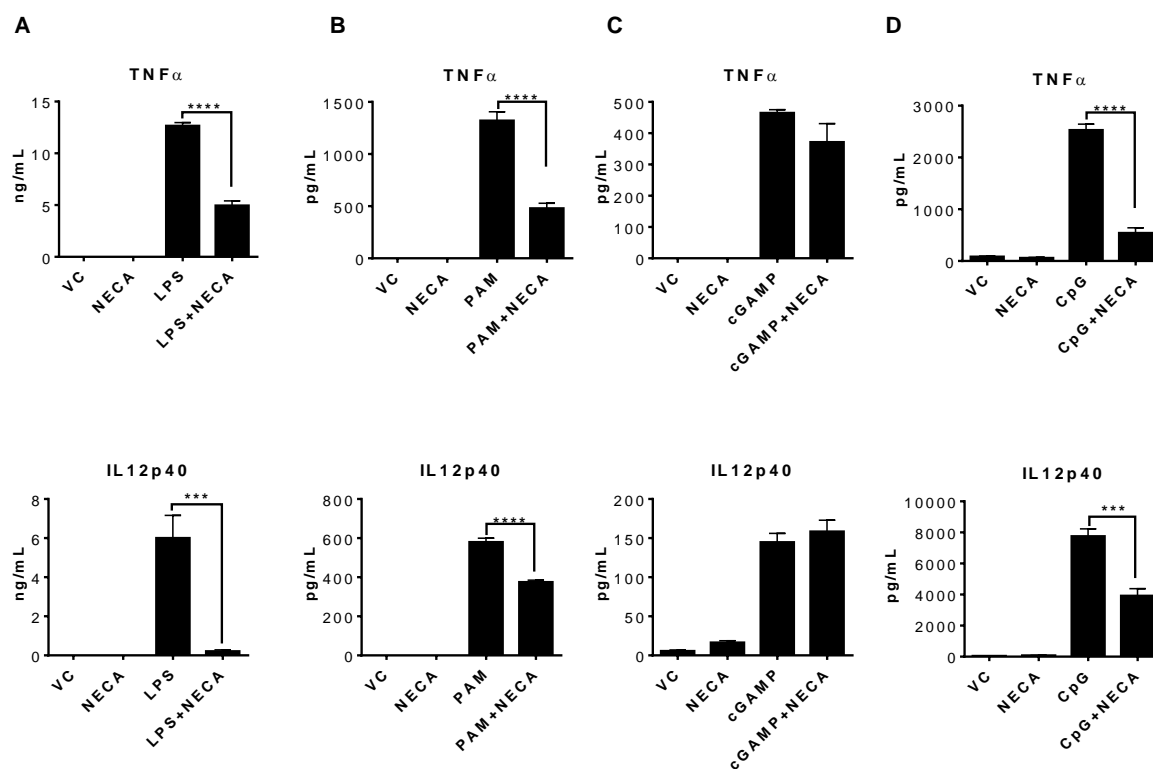 A
B
C
D
TNFα
TNFα
TNFα
TNFα
15
10
5
0
ng/mL
****
VC
NECA
LPS
LPS+NECA
1500
1000
500
0
pg/mL
****
VC
NECA
PAM
PAM+NECA
500
400
300
200
100
0
pg/mL
VC
NECA
cGAMP
cGAMP+NECA
3000
2000
1000
0
pg/mL
****
VC
NECA
CpG
CpG+NECA
IL12p40
IL12p40
IL12p40
IL12p40
8
6
4
2
0
ng/mL
***
VC
NECA
LPS
LPS+NECA
800
600
400
200
0
pg/mL
****
VC
NECA
PAM
PAM+NECA
200
150
100
50
0
pg/mL
VC
NECA
cGAMP
cGAMP+NECA
10000
8000
6000
4000
2000
0
pg/mL
***
VC
NECA
CpG
CpG+NECA